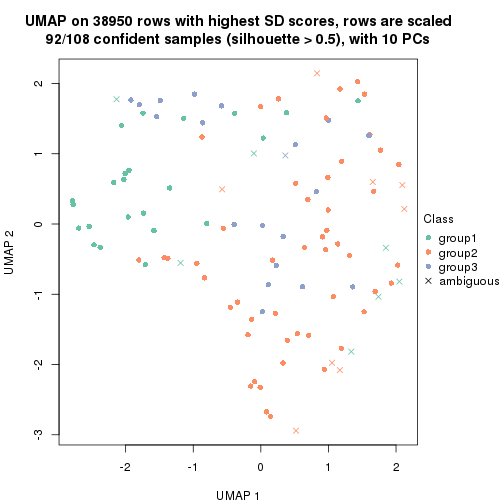 UMAP on 38950 rows with highest SD scores, rows are scaled
92/108 confident samples (silhouette > 0.5), with 10 PCs
2
1
0
-1
-2
-3
UMAP 2
-2
-1
0
1
2
UMAP 1
Class
group1
group2
group3
ambiguous